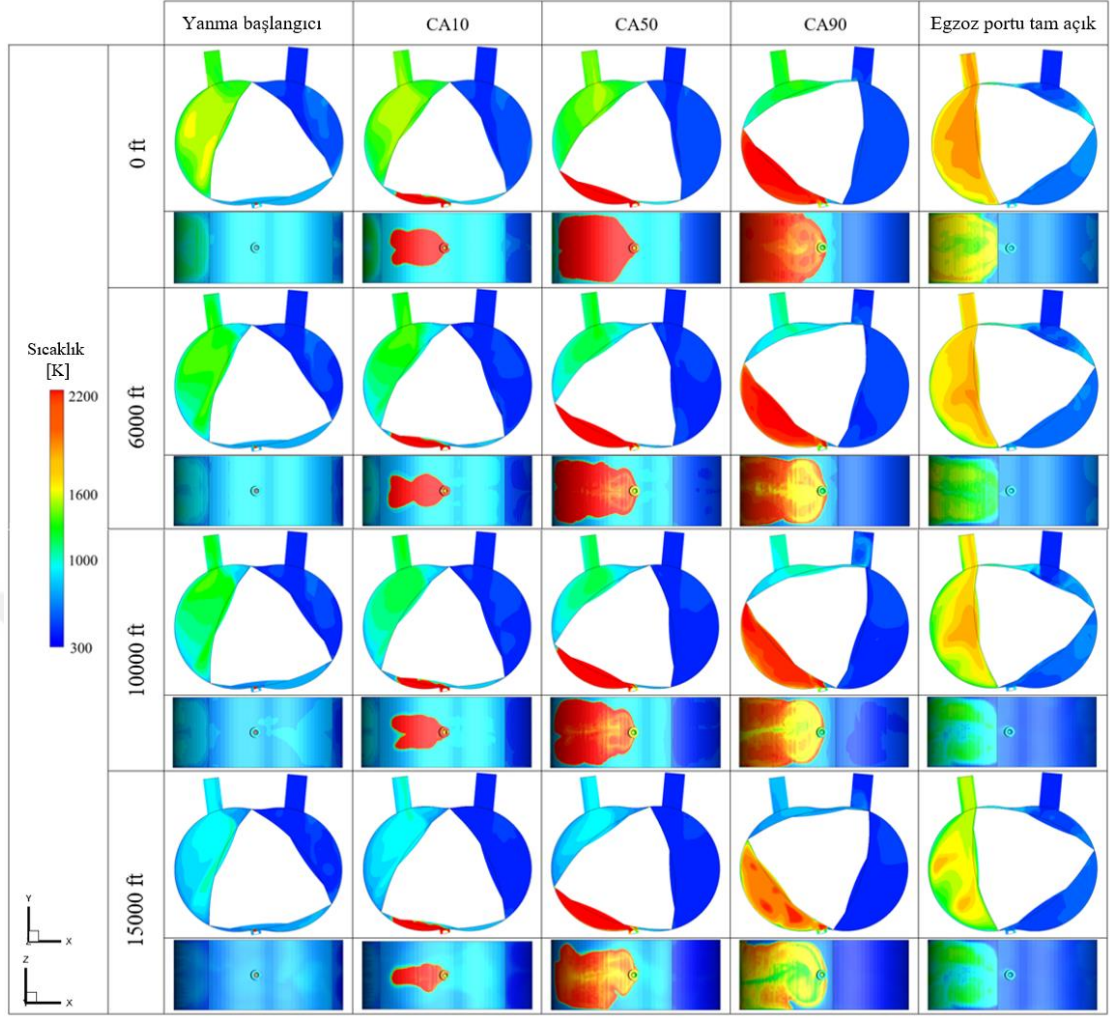 Yanma başlangıcı CA10 CA50 CA90 Egzoz portu tam açık
0 ft
6000 ft
10000 ft
15000 ft
Sıcaklık
[K]
2200
1600
1000
300
Y
X
Z
X